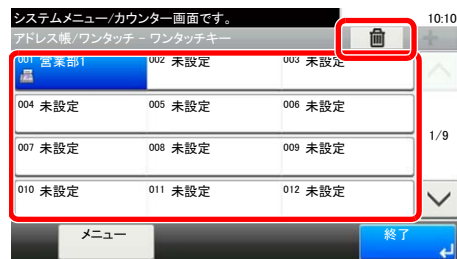 システムメニュー/カウンター画面です。 10:10
アドレス帳/ワンタッチ - ワンタッチキー
001 営業部1 002 未設定 003 未設定
004 未設定 005 未設定 006 未設定
1/9
007 未設定 008 未設定 009 未設定
010 未設定 011 未設定 012 未設定
メニュー 終了